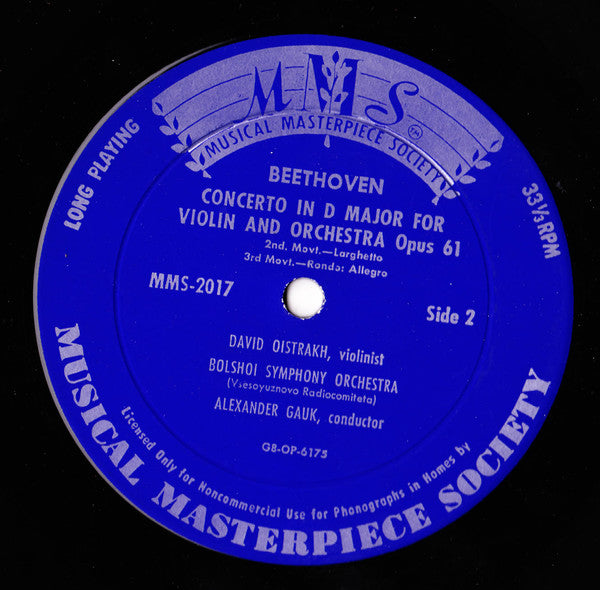 MMS
MUSICAL MASTERPIECE SOCIETY
TM
LONG PLAYING
33⅓ RPM
BEETHOVEN
CONCERTO IN D MAJOR FOR
VIOLIN AND ORCHESTRA Opus 61
2nd. Movt.—Larghetto
3rd Movt.—Rondo: Allegro
MMS-2017
Side 2
DAVID OISTRAKH, violinist
BOLSHOI SYMPHONY ORCHESTRA
(Vsesoyuznovo Radiocomiteta)
ALEXANDER GAUK, conductor
G8-OP-6175
Licensed Only for Noncommercial Use for Phonographs in Homes by
MUSICAL MASTERPIECE SOCIETY